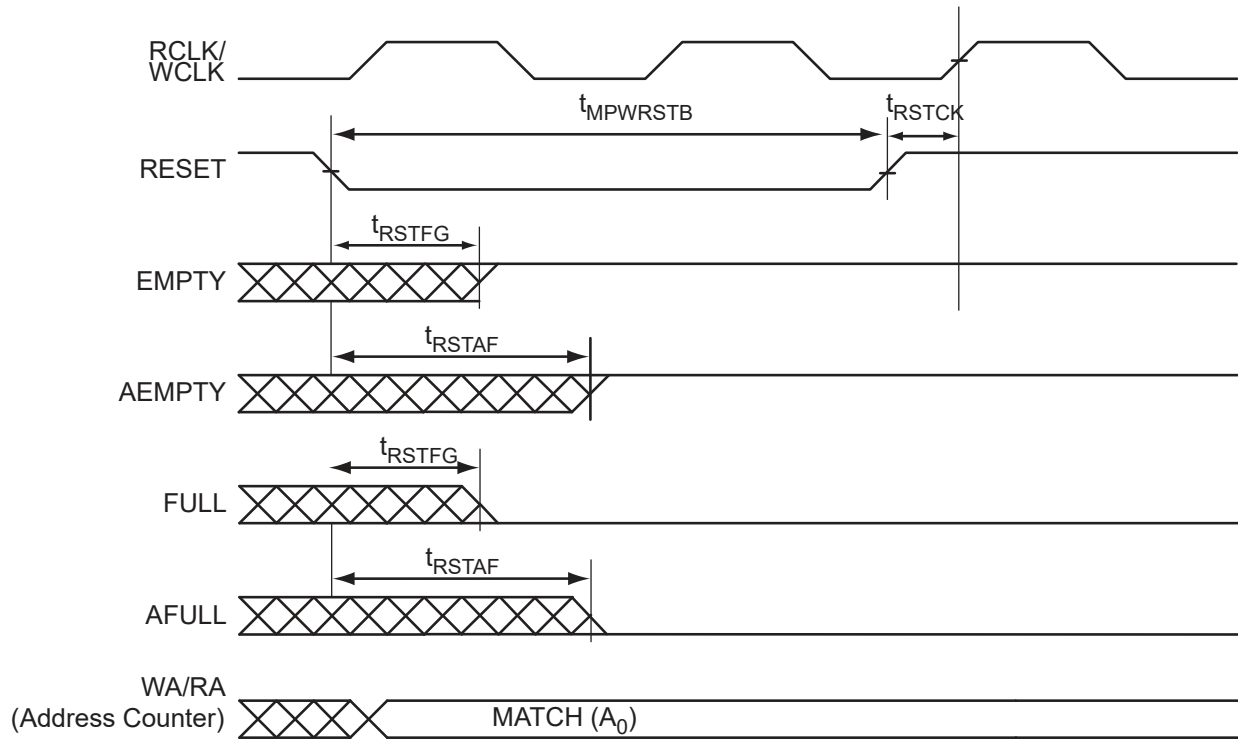 RCLK/
WCLK
tMPWRSTB
tRSTCK
RESET
tRSTFG
EMPTY
tRSTAF
AEMPTY
tRSTFG
FULL
tRSTAF
AFULL
WA/RA
(Address Counter)
MATCH (A0)